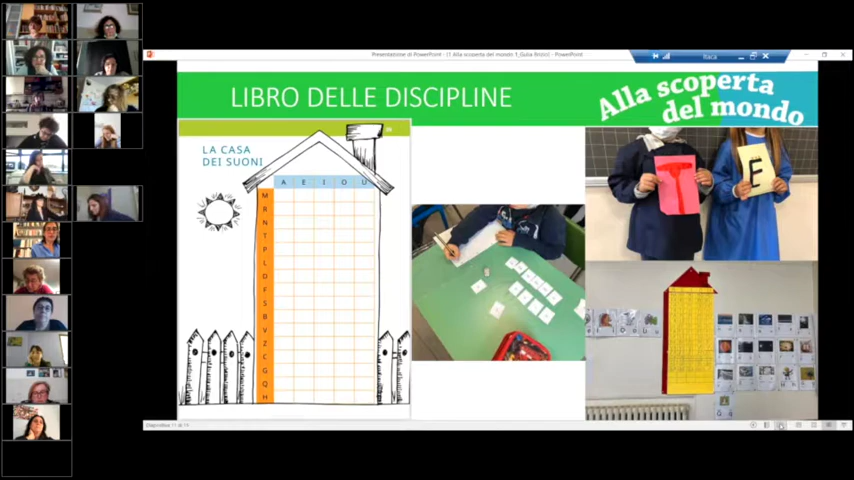 Presentazione di PowerPoint - [1 Alla scoperta del mondo 1_Giulia Brizio] - PowerPoint
Itaca
LIBRO DELLE DISCIPLINE
Alla scoperta
del mondo
LA CASA
DEI SUONI
A E I O U
M
R
N
T
P
L
D
F
S
B
V
Z
C
G
Q
H
T
E